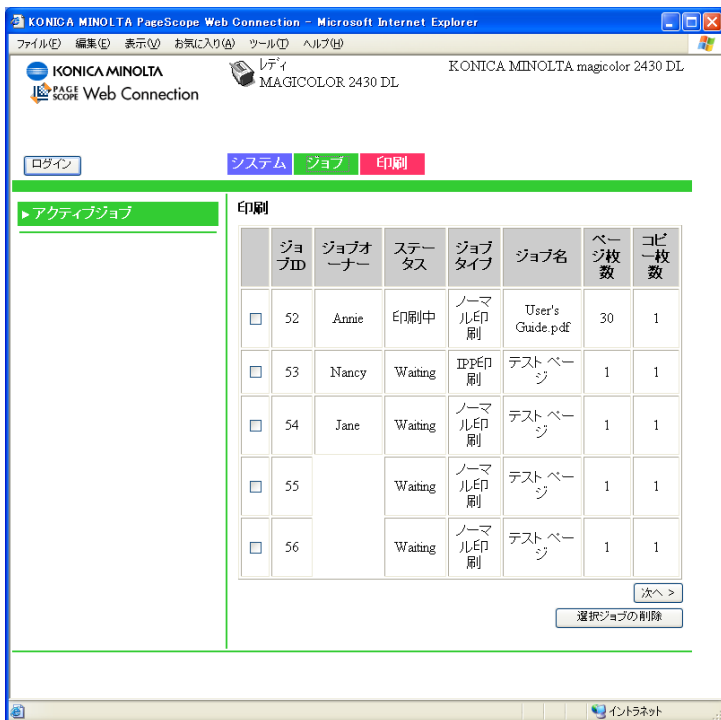 KONICA MINOLTA PageScope Web Connection - Microsoft Internet Explorer
ファイル(F) 編集(E) 表示(V) お気に入り(A) ツール(T) ヘルプ(H)
KONICA MINOLTA
PAGE SCOPE Web Connection
レディ
MAGICOLOR 2430 DL
KONICA MINOLTA magicolor 2430 DL
ログイン
システム ジョブ 印刷
アクティブジョブ
印刷
ジョブID ジョブオーナー ステータス ジョブタイプ ジョブ名 ページ枚数 コピー枚数
52 Annie 印刷中 ノーマル印刷 User's Guide.pdf 30 1
53 Nancy Waiting IPP印刷 テスト ページ 1 1
54 Jane Waiting ノーマル印刷 テスト ページ 1 1
55 Waiting ノーマル印刷 テスト ページ 1 1
56 Waiting ノーマル印刷 テスト ページ 1 1
次へ >
選択ジョブの削除
イントラネット